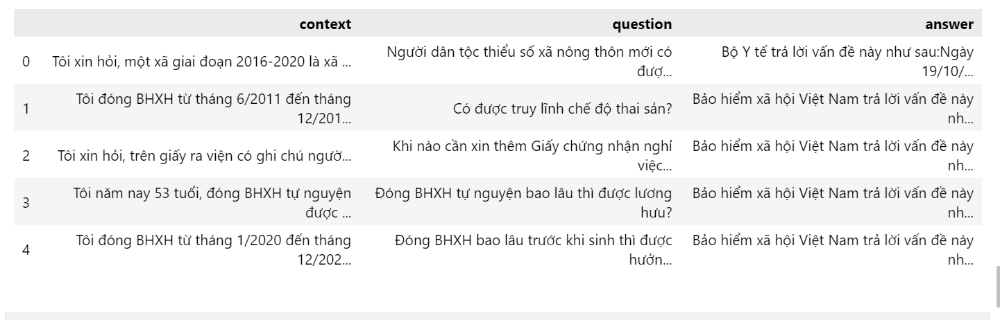 context question answer
0 Tôi xin hỏi, một xã giai đoạn 2016-2020 là xã ... Người dân tộc thiểu số xã nông thôn mới có đượ... Bộ Y tế trả lời vấn đề này như sau:Ngày 19/10/...
1 Tôi đóng BHXH từ tháng 6/2011 đến tháng 12/201... Có được truy lĩnh chế độ thai sản? Bảo hiểm xã hội Việt Nam trả lời vấn đề này nh...
2 Tôi xin hỏi, trên giấy ra viện có ghi chú ngườ... Khi nào cần xin thêm Giấy chứng nhận nghỉ việc... Bảo hiểm xã hội Việt Nam trả lời vấn đề này nh...
3 Tôi năm nay 53 tuổi, đóng BHXH tự nguyện được ... Đóng BHXH tự nguyện bao lâu thì được lương hưu? Bảo hiểm xã hội Việt Nam trả lời vấn đề này nh...
4 Tôi đóng BHXH từ tháng 1/2020 đến tháng 12/202... Đóng BHXH bao lâu trước khi sinh thì được hưởn... Bảo hiểm xã hội Việt Nam trả lời vấn đề này nh...